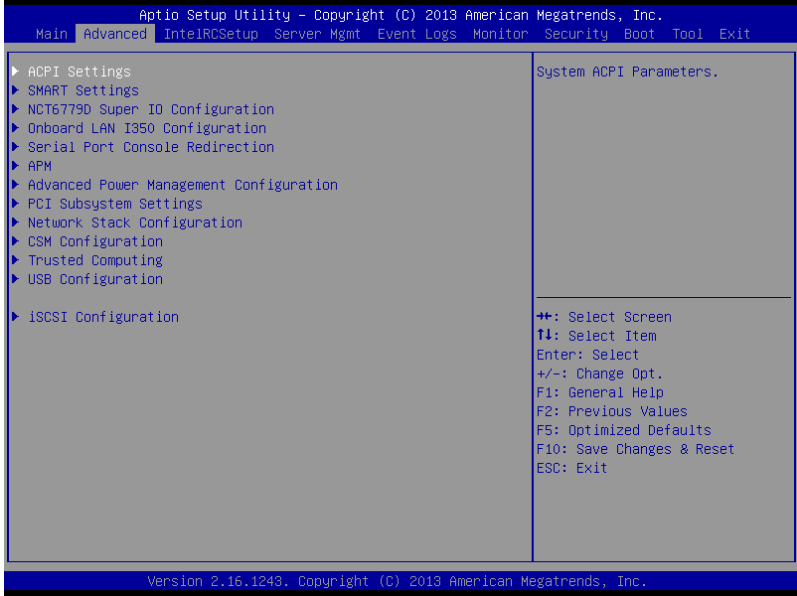 Aptio Setup Utility – Copyright (C) 2013 American Megatrends, Inc.
Main Advanced IntelRCSetup Server Mgmt Event Logs Monitor Security Boot Tool Exit
ACPI Settings
SMART Settings
NCT6779D Super IO Configuration
Onboard LAN I350 Configuration
Serial Port Console Redirection
APM
Advanced Power Management Configuration
PCI Subsystem Settings
Network Stack Configuration
CSM Configuration
Trusted Computing
USB Configuration
iSCSI Configuration
System ACPI Parameters.
→←: Select Screen
↑↓: Select Item
Enter: Select
+/-: Change Opt.
F1: General Help
F2: Previous Values
F5: Optimized Defaults
F10: Save Changes & Reset
ESC: Exit
Version 2.16.1243. Copyright (C) 2013 American Megatrends, Inc.